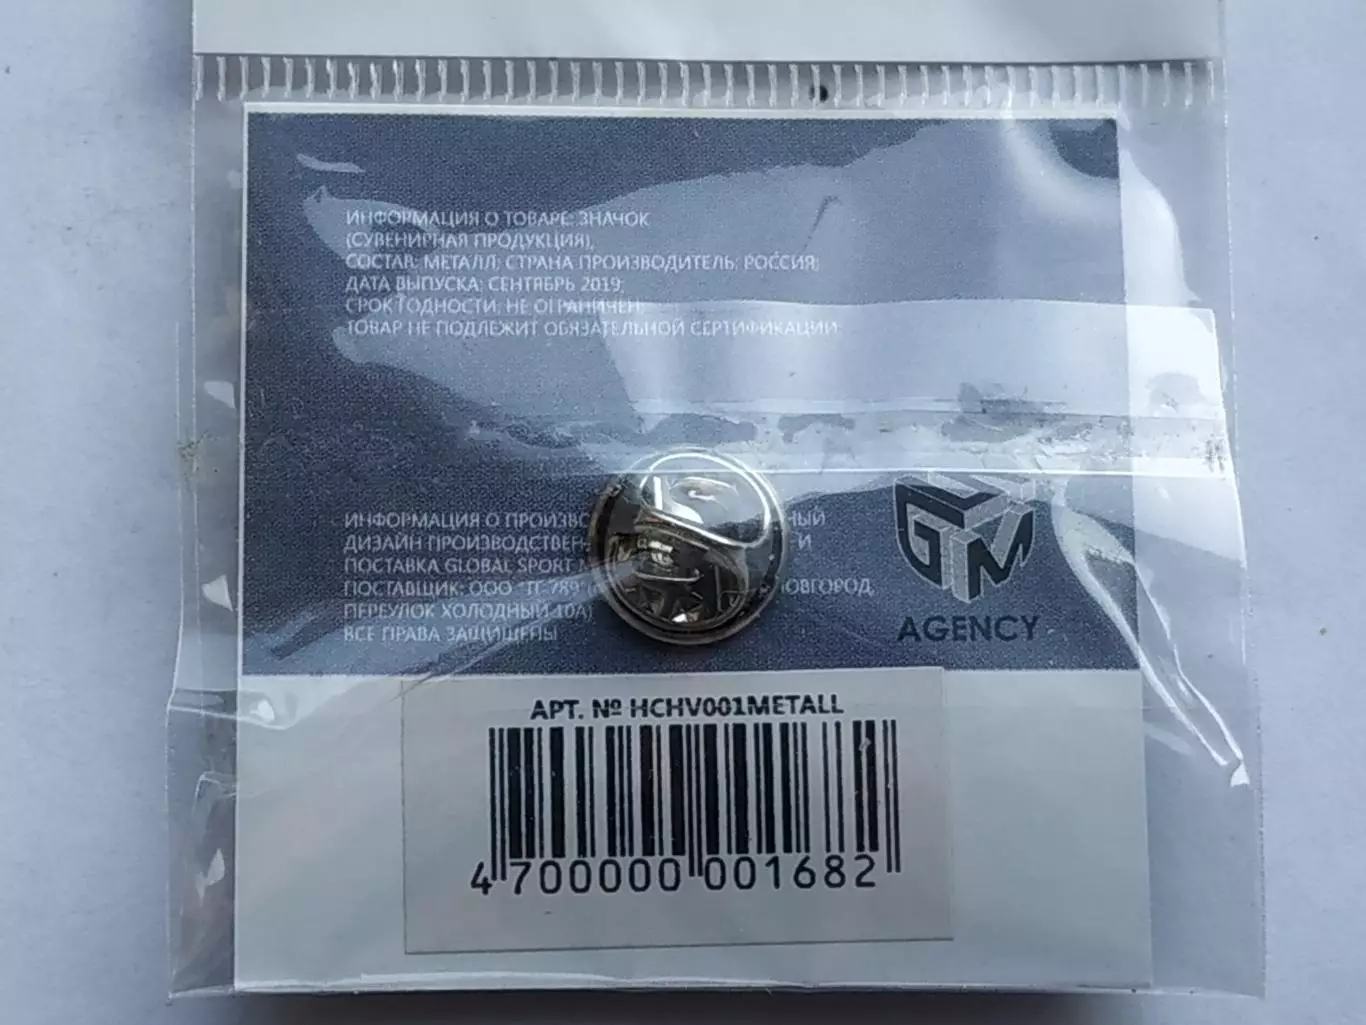 ИНФОРМАЦИЯ О ТОВАРЕ: ЗНАЧОК
(СУВЕНИРНАЯ ПРОДУКЦИЯ),
СОСТАВ: МЕТАЛЛ; СТРАНА ПРОИЗВОДИТЕЛЬ: РОССИЯ;
ДАТА ВЫПУСКА: СЕНТЯБРЬ 2019;
СРОК ГОДНОСТИ: НЕ ОГРАНИЧЕН;
ТОВАР НЕ ПОДЛЕЖИТ ОБЯЗАТЕЛЬНОЙ СЕРТИФИКАЦИИ
ИНФОРМАЦИЯ О
ДИЗАЙН И
ПОСТАВКА GLOBAL SPORT
ПОСТАВЩИК: ООО
ПЕРЕУЛОК ХОЛОДНЫЙ 10А
ВСЕ ПРАВА ЗАЩИЩЕНЫ
GM
AGENCY
АРТ. № HCHV001METALL
4 700000 001682